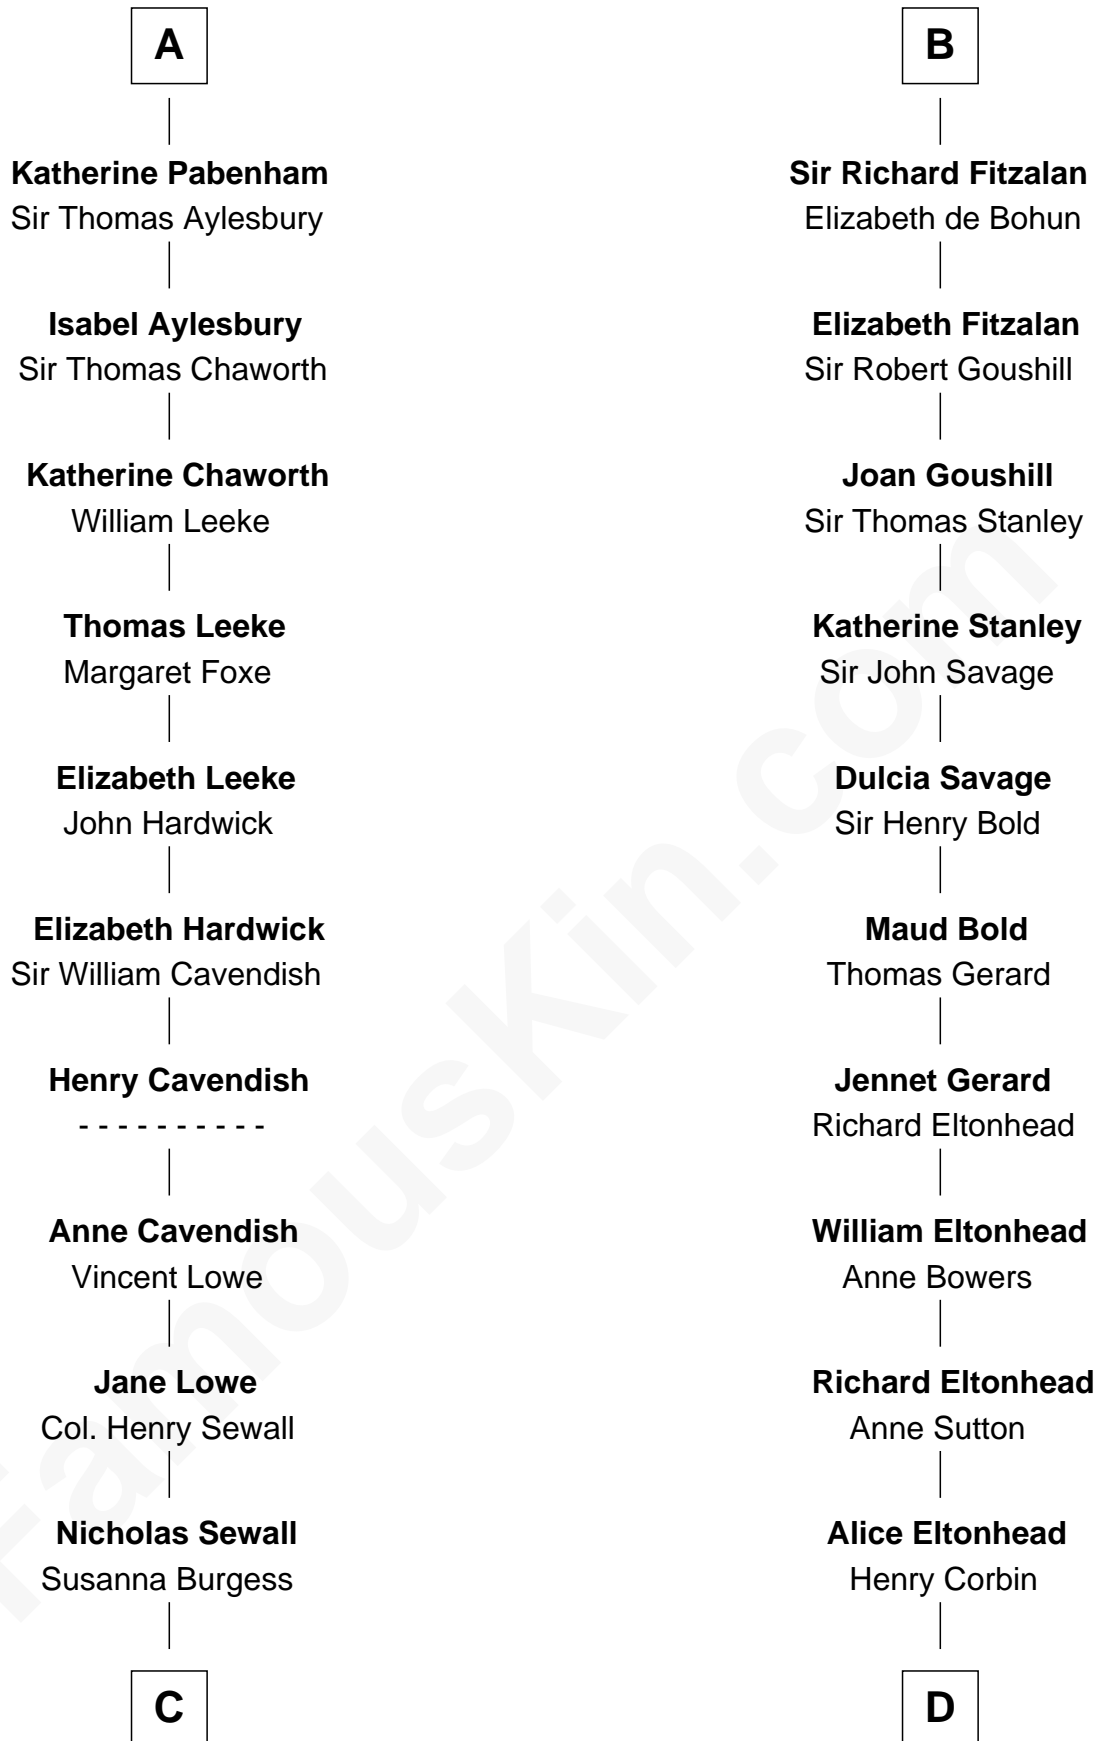 A
Katherine Pabenham
Sir Thomas Aylesbury
Isabel Aylesbury
Sir Thomas Chaworth
Katherine Chaworth
William Leeke
Thomas Leeke
Margaret Foxe
Elizabeth Leeke
John Hardwick
Elizabeth Hardwick
Sir William Cavendish
Henry Cavendish
- - - - - - - - - -
Anne Cavendish
Vincent Lowe
Jane Lowe
Col. Henry Sewall
Nicholas Sewall
Susanna Burgess
C
B
Sir Richard Fitzalan
Elizabeth de Bohun
Elizabeth Fitzalan
Sir Robert Goushill
Joan Goushill
Sir Thomas Stanley
Katherine Stanley
Sir John Savage
Dulcia Savage
Sir Henry Bold
Maud Bold
Thomas Gerard
Jennet Gerard
Richard Eltonhead
William Eltonhead
Anne Bowers
Richard Eltonhead
Anne Sutton
Alice Eltonhead
Henry Corbin
D
FamousKin.com